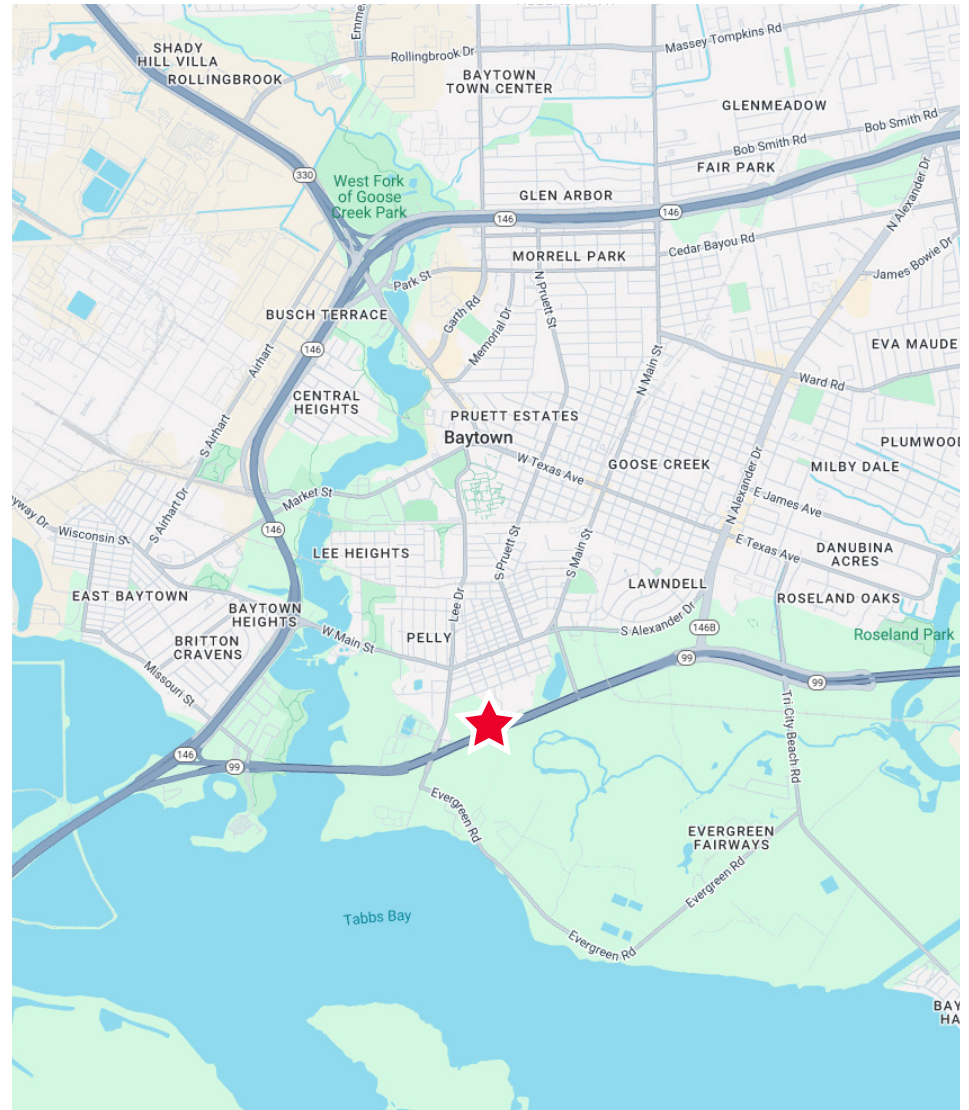 SHADY
HILL VILLA
ROLLINGBROOK
Rollingbrook Dr
Massey Tompkins Rd
BAYTOWN
TOWN CENTER
GLENMEADOW
Bob Smith Rd
Bob Smith Rd
FAIR PARK
330
West Fork
of Goose
Creek Park
GLEN ARBOR
146
146
N Alexander Dr
Cedar Bayou Rd
MORRELL PARK
James Bowie Dr
Park St
N Pruett St
Garth Rd
Memorial Dr
BUSCH TERRACE
146
Airhart
EVA MAUDE
N Main St
Ward Rd
CENTRAL
HEIGHTS
PRUETT ESTATES
Baytown
S Airhart
W Texas Ave
GOOSE CREEK
PLUMWOOD
MILBY DALE
Market St
N Alexander Dr
E James Ave
S Airhart Dr
Wisconsin St
146
LEE HEIGHTS
S Pruett St
S Main St
E Texas Ave
DANUBINA
ACRES
LAWNDELL
ROSELAND OAKS
EAST BAYTOWN
BAYTOWN
HEIGHTS
Lee Dr
S Alexander Dr
146B
Roseland Park
BRITTON
CRAVENS
W Main St
PELLY
99
99
Missouri St
Tri City Beach Rd
146
99
Evergreen Rd
EVERGREEN
FAIRWAYS
Evergreen Rd
Tabbs Bay
Evergreen Rd
BAY
HA